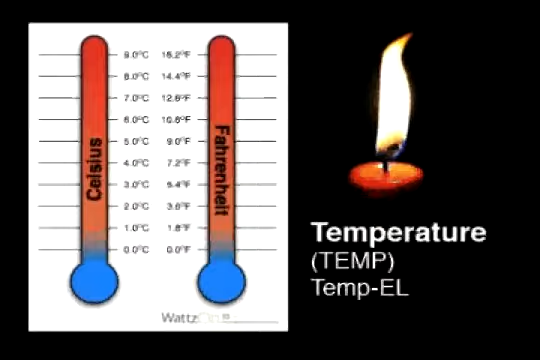 Celsius
Fahrenheit
9.0°C 16.2°F
8.0°C 14.4°F
7.0°C 12.6°F
6.0°C 10.8°F
5.0°C 9.0°F
4.0°C 7.2°F
3.0°C 5.4°F
2.0°C 3.6°F
1.0°C 1.8°F
0.0°C 0.0°F
Temperature
(TEMP)
Temp-EL